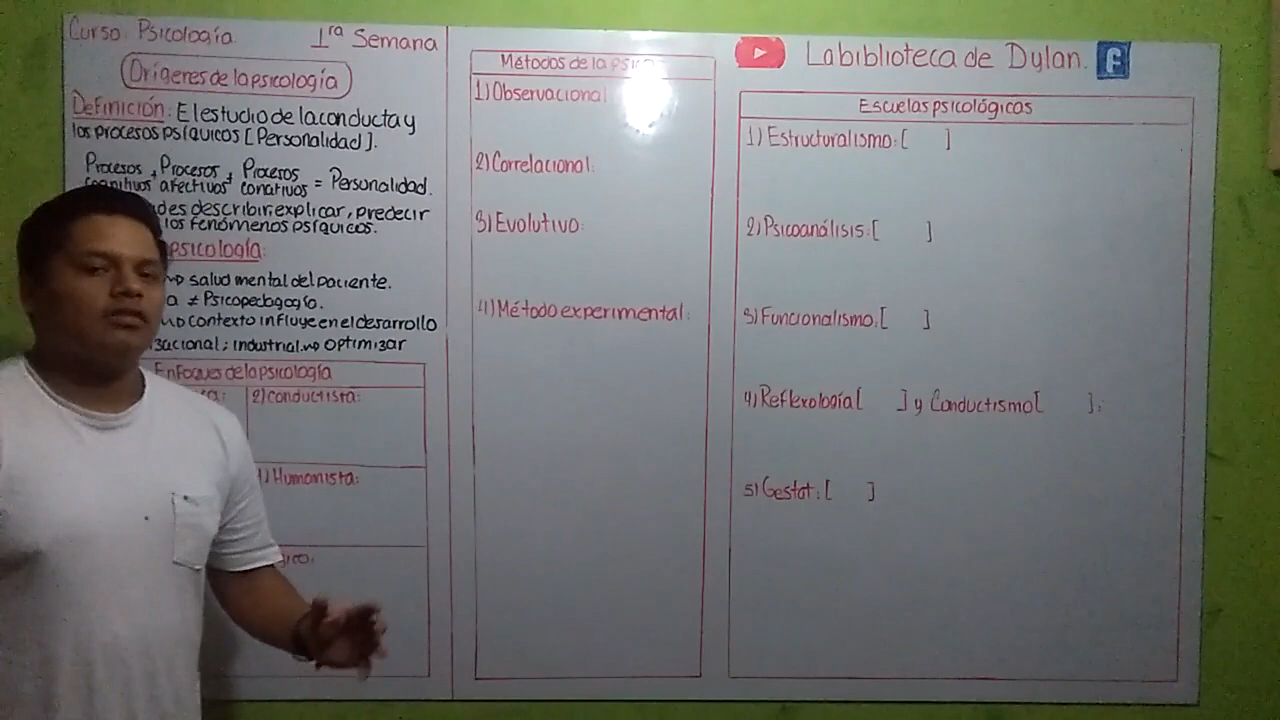 Curso: Psicología
1ra Semana
Orígenes de la psicología
Definición: El estudio de la conducta y
los procesos psíquicos [Personalidad].
Procesos + Procesos + Procesos
cognitivos afectivos conativos = Personalidad.
des describir, explicar, predecir
los fenómenos psíquicos.
psicología:
salud mental del paciente.
a ≠ Psicopedagogía.
contexto influye en el desarrollo
zacional; industrial. optimizar
Enfoques de la psicología
2) conductista:
Humanista:
gico:
Métodos de la psico
1) Observacional
2) Correlacional:
3) Evolutivo:
4) Método experimental:
La biblioteca de Dylan.
Escuelas psicológicas
1) Estructuralismo: [ ]
2) Psicoanálisis: [ ]
3) Funcionalismo: [ ]
4) Reflexología [ ] y Conductismo [ ]:
5) Gestat: [ ]